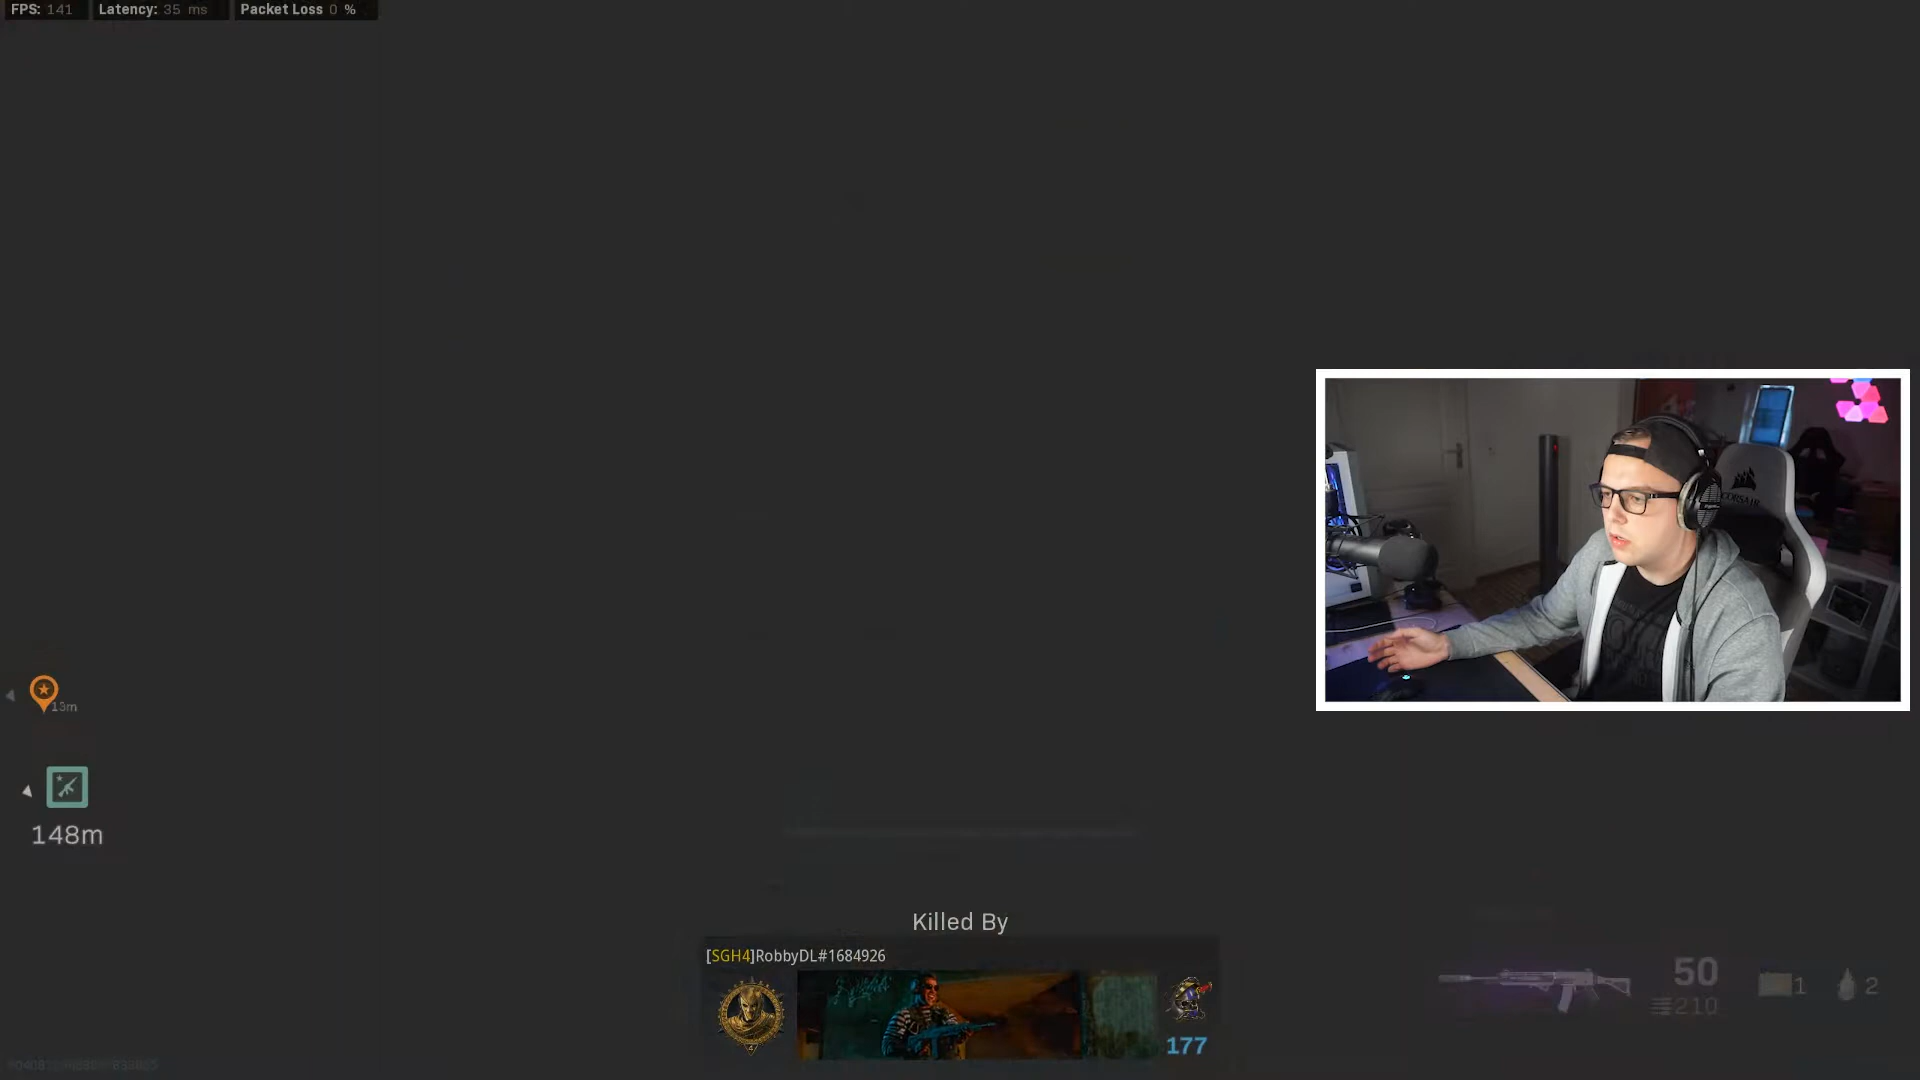 FPS: 141 Latency: 35 ms Packet Loss 0 %
CORSAIR
13m
148m
Killed By
[SGH4]RobbyDL#1684926
50
210
1
2
177